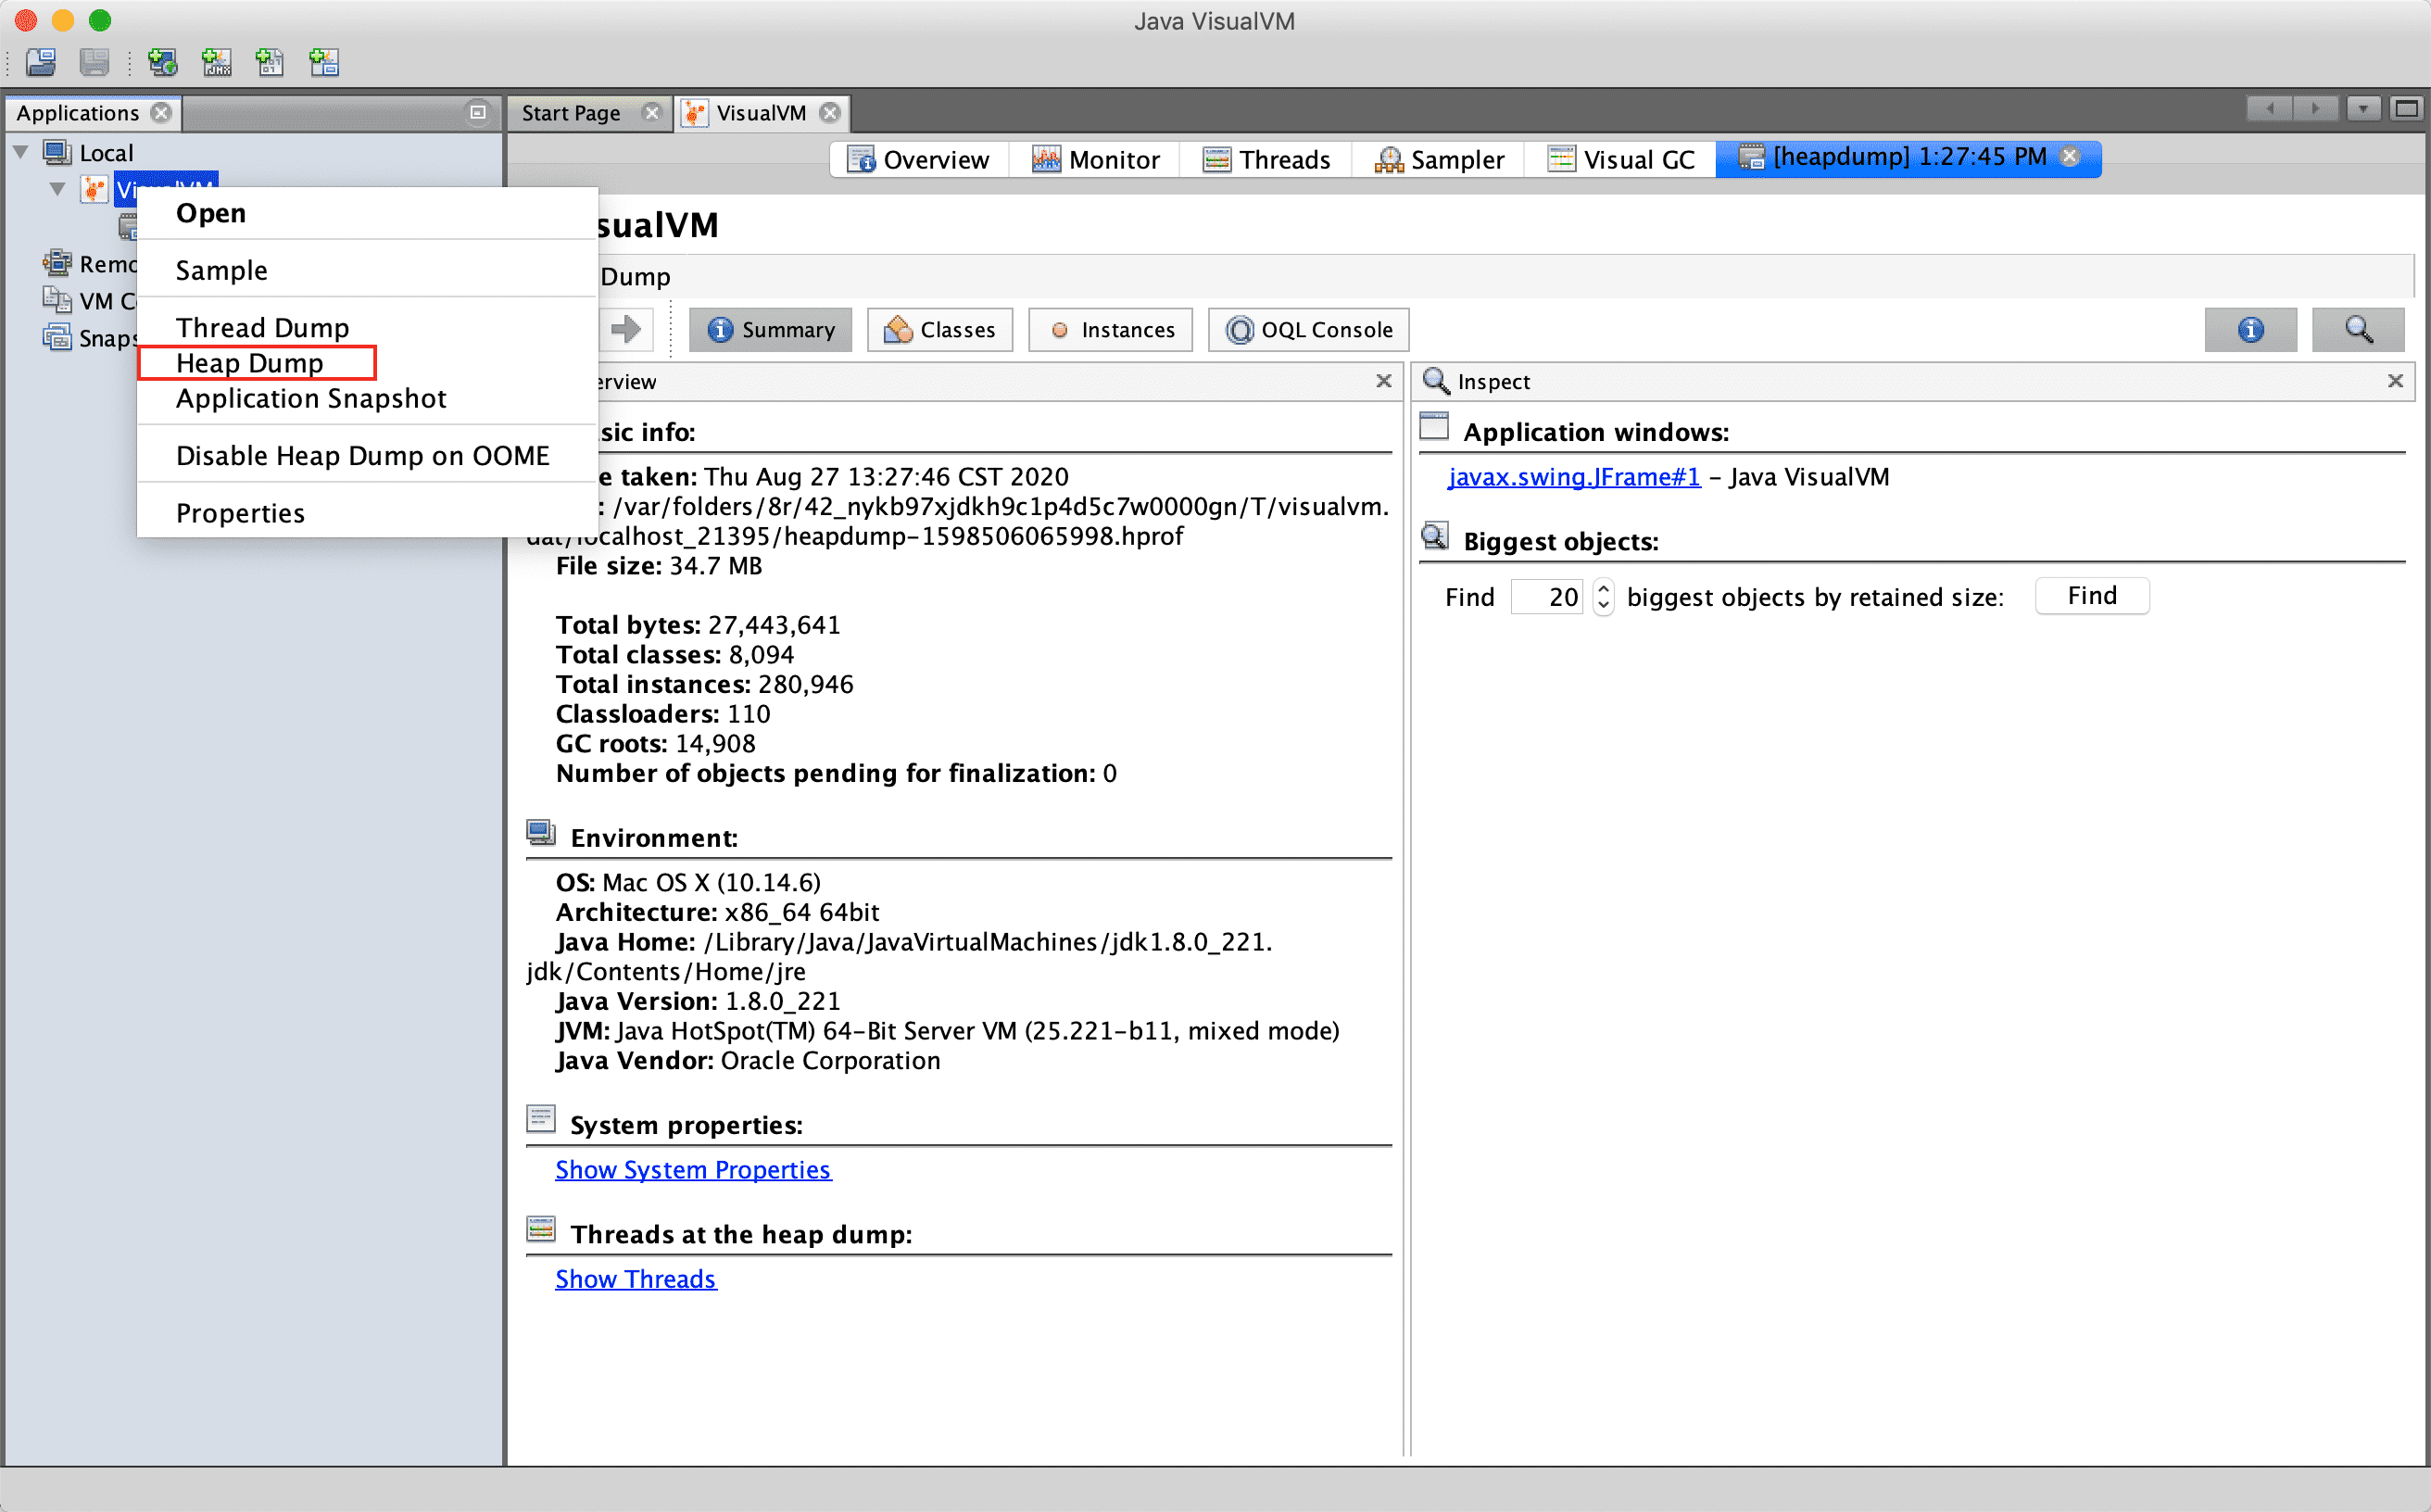 Java VisualVM
JMX
Applications
Start Page
VisualVM
Local
Overview
Monitor
Threads
Sampler
Visual GC
[heapdump] 1:27:45 PM
Open
Sample
Thread Dump
Heap Dump
Application Snapshot
Disable Heap Dump on OOME
Properties
Dump
Summary
Classes
Instances
OQL Console
Inspect
info:
taken: Thu Aug 27 13:27:46 CST 2020
: /var/folders/8r/42_nykb97xjdkh9c1p4d5c7w0000gn/T/visualvm.
dat/localhost_21395/heapdump-1598506065998.hprof
File size: 34.7 MB
Total bytes: 27,443,641
Total classes: 8,094
Total instances: 280,946
Classloaders: 110
GC roots: 14,908
Number of objects pending for finalization: 0
Environment:
OS: Mac OS X (10.14.6)
Architecture: x86_64 64bit
Java Home: /Library/Java/JavaVirtualMachines/jdk1.8.0_221.
jdk/Contents/Home/jre
Java Version: 1.8.0_221
JVM: Java HotSpot(TM) 64-Bit Server VM (25.221-b11, mixed mode)
Java Vendor: Oracle Corporation
System properties:
Show System Properties
Threads at the heap dump:
Show Threads
Application windows:
javax.swing.JFrame#1 – Java VisualVM
Biggest objects:
Find 20 biggest objects by retained size: Find